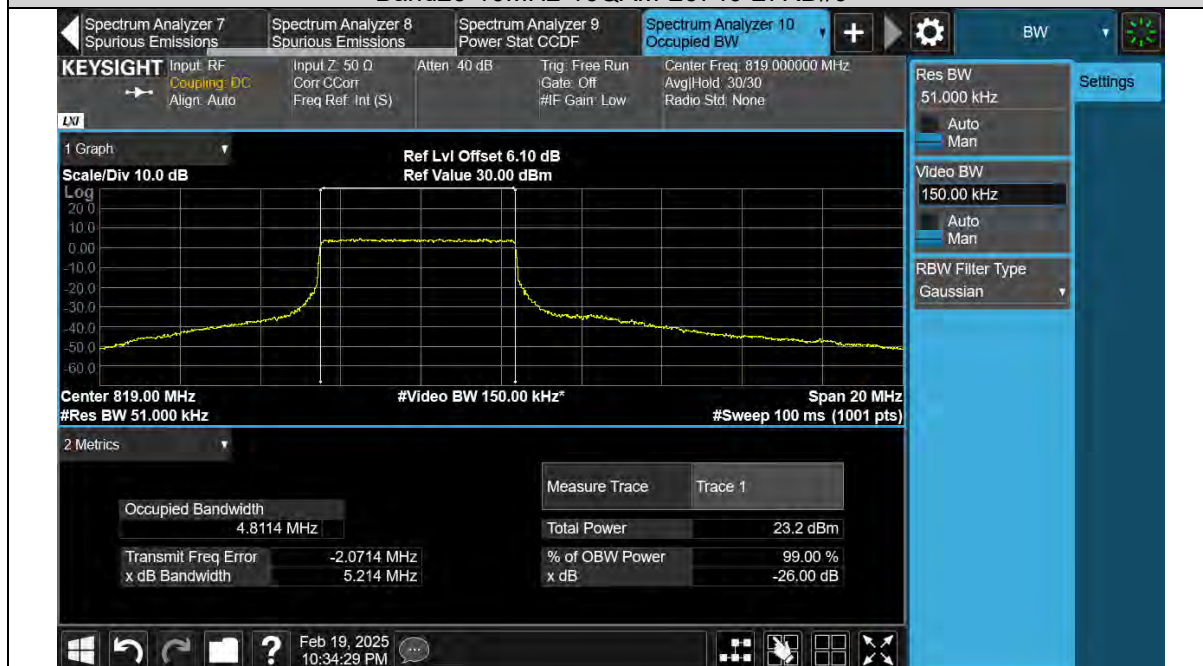 Spectrum Analyzer 7
Spurious Emissions
Spectrum Analyzer 8
Spurious Emissions
Spectrum Analyzer 9
Power Stat CCDF
Spectrum Analyzer 10
Occupied BW
BW
KEYSIGHT
Input: RF
Coupling: DC
Align: Auto
Input Z: 50 Ω
Corr CCorr
Freq Ref: Int (S)
Atten: 40 dB
Trig: Free Run
Gate: Off
#IF Gain: Low
Center Freq: 819.000000 MHz
Avg|Hold: 30/30
Radio Std: None
LXI
Res BW
51.000 kHz
Auto
Man
Video BW
150.00 kHz
Auto
Man
RBW Filter Type
Gaussian
Settings
1 Graph
Scale/Div 10.0 dB
Ref Lvl Offset 6.10 dB
Ref Value 30.00 dBm
Log
20.0
10.0
0.00
-10.0
-20.0
-30.0
-40.0
-50.0
-60.0
Center 819.00 MHz
#Video BW 150.00 kHz*
Span 20 MHz
#Res BW 51.000 kHz
#Sweep 100 ms (1001 pts)
2 Metrics
Measure Trace
Trace 1
Occupied Bandwidth
4.8114 MHz
Total Power
23.2 dBm
Transmit Freq Error
-2.0714 MHz
% of OBW Power
99.00 %
x dB Bandwidth
5.214 MHz
x dB
-26.00 dB
?
Feb 19, 2025
10:34:29 PM